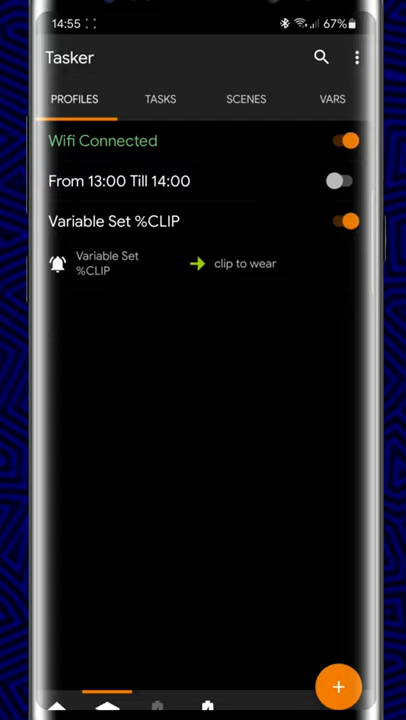 14:55
67%
Tasker
PROFILES TASKS SCENES VARS
Wifi Connected
From 13:00 Till 14:00
Variable Set %CLIP
Variable Set
%CLIP
clip to wear